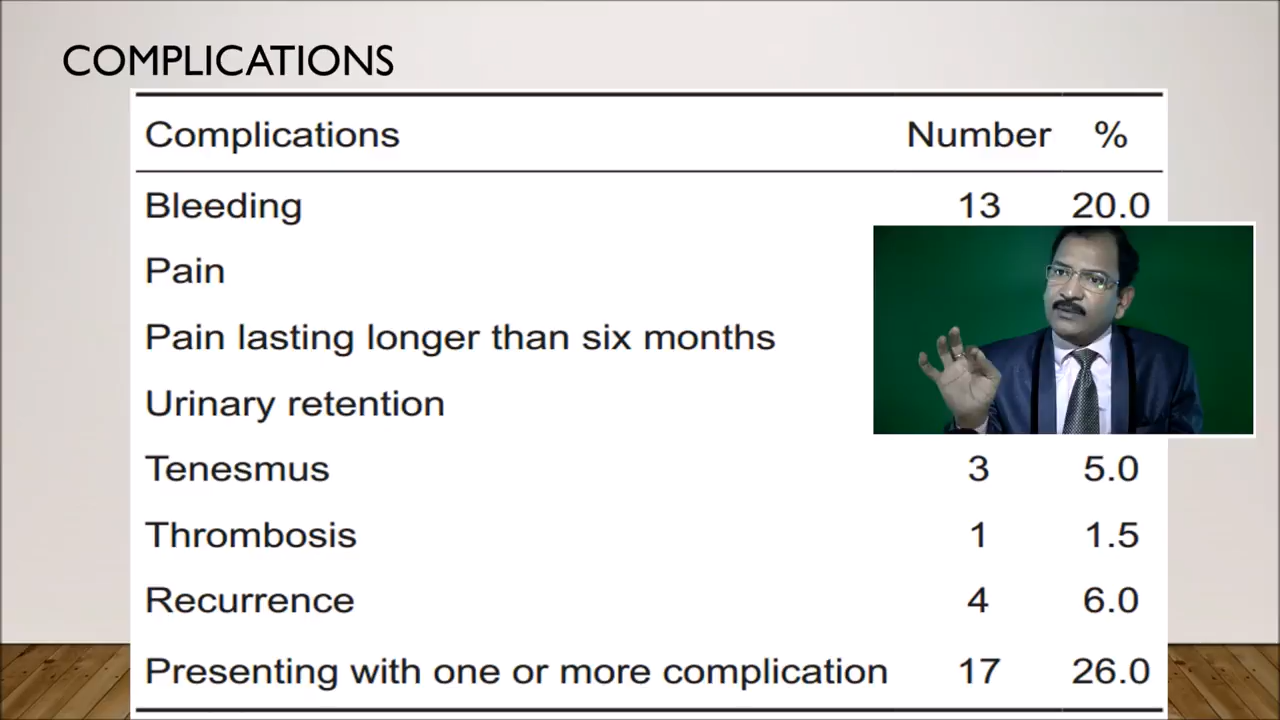 COMPLICATIONS
Complications Number %
Bleeding 13 20.0
Pain
Pain lasting longer than six months
Urinary retention
Tenesmus 3 5.0
Thrombosis 1 1.5
Recurrence 4 6.0
Presenting with one or more complication 17 26.0